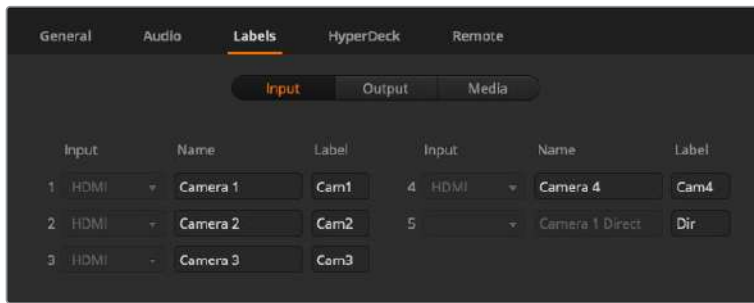 General Audio Labels HyperDeck Remote
Input Output Media
Input Name Label Input Name Label
1 HDMI Camera 1 Cam1 4 HDMI Camera 4 Cam4
2 HDMI Camera 2 Cam2 5 Camera 1 Direct Dir
3 HDMI Camera 3 Cam3